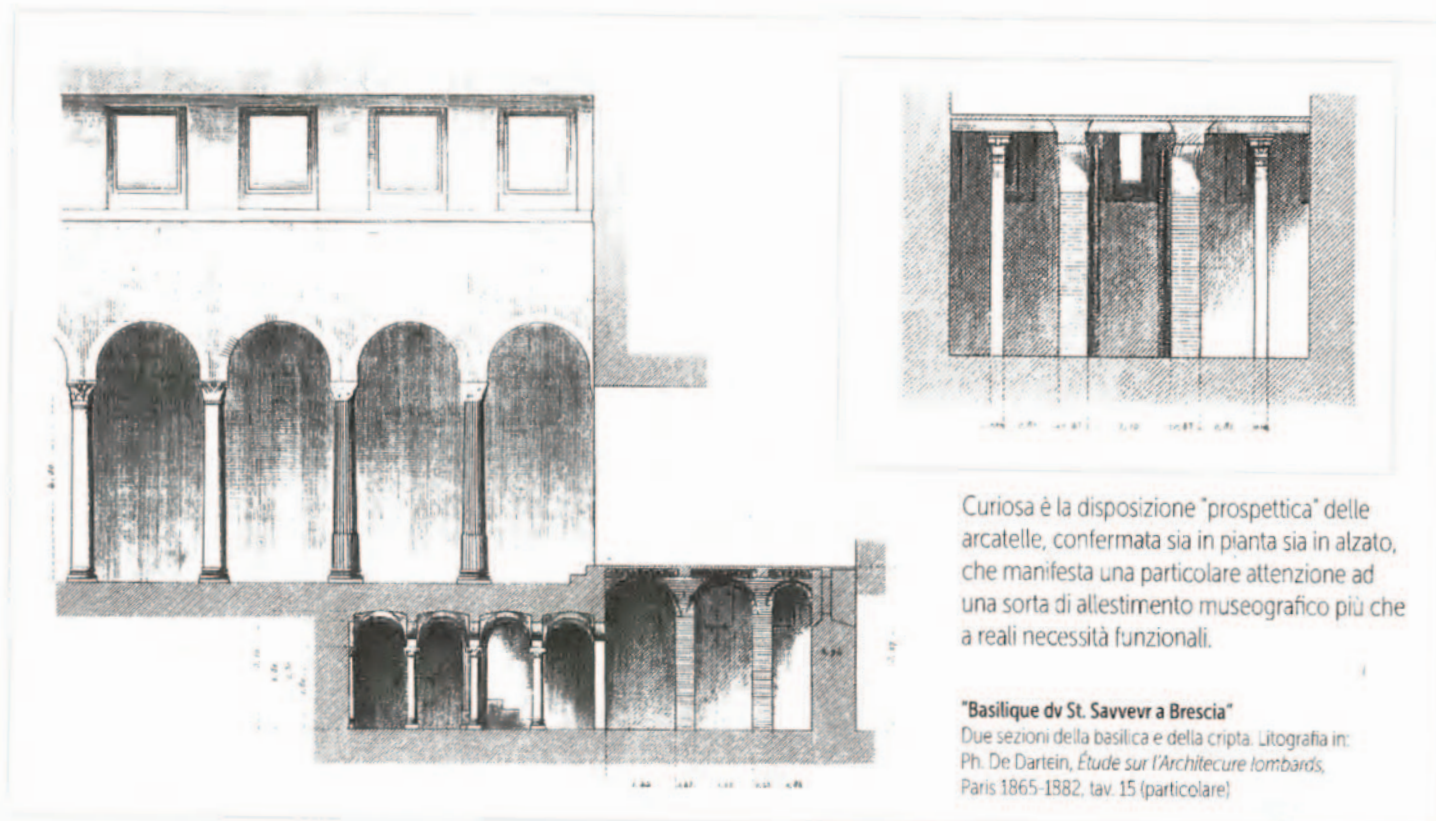 Curiosa è la disposizione "prospettica" delle
arcatelle, confermata sia in pianta sia in alzato,
che manifesta una particolare attenzione ad
una sorta di allestimento museografico più che
a reali necessità funzionali.
"Basilique dv St. Savvevr a Brescia"
Due sezioni della basilica e della cripta. Litografia in:
Ph. De Dartein, Étude sur l'Architecure lombards,
Paris 1865-1882, tav. 15 (particolare)